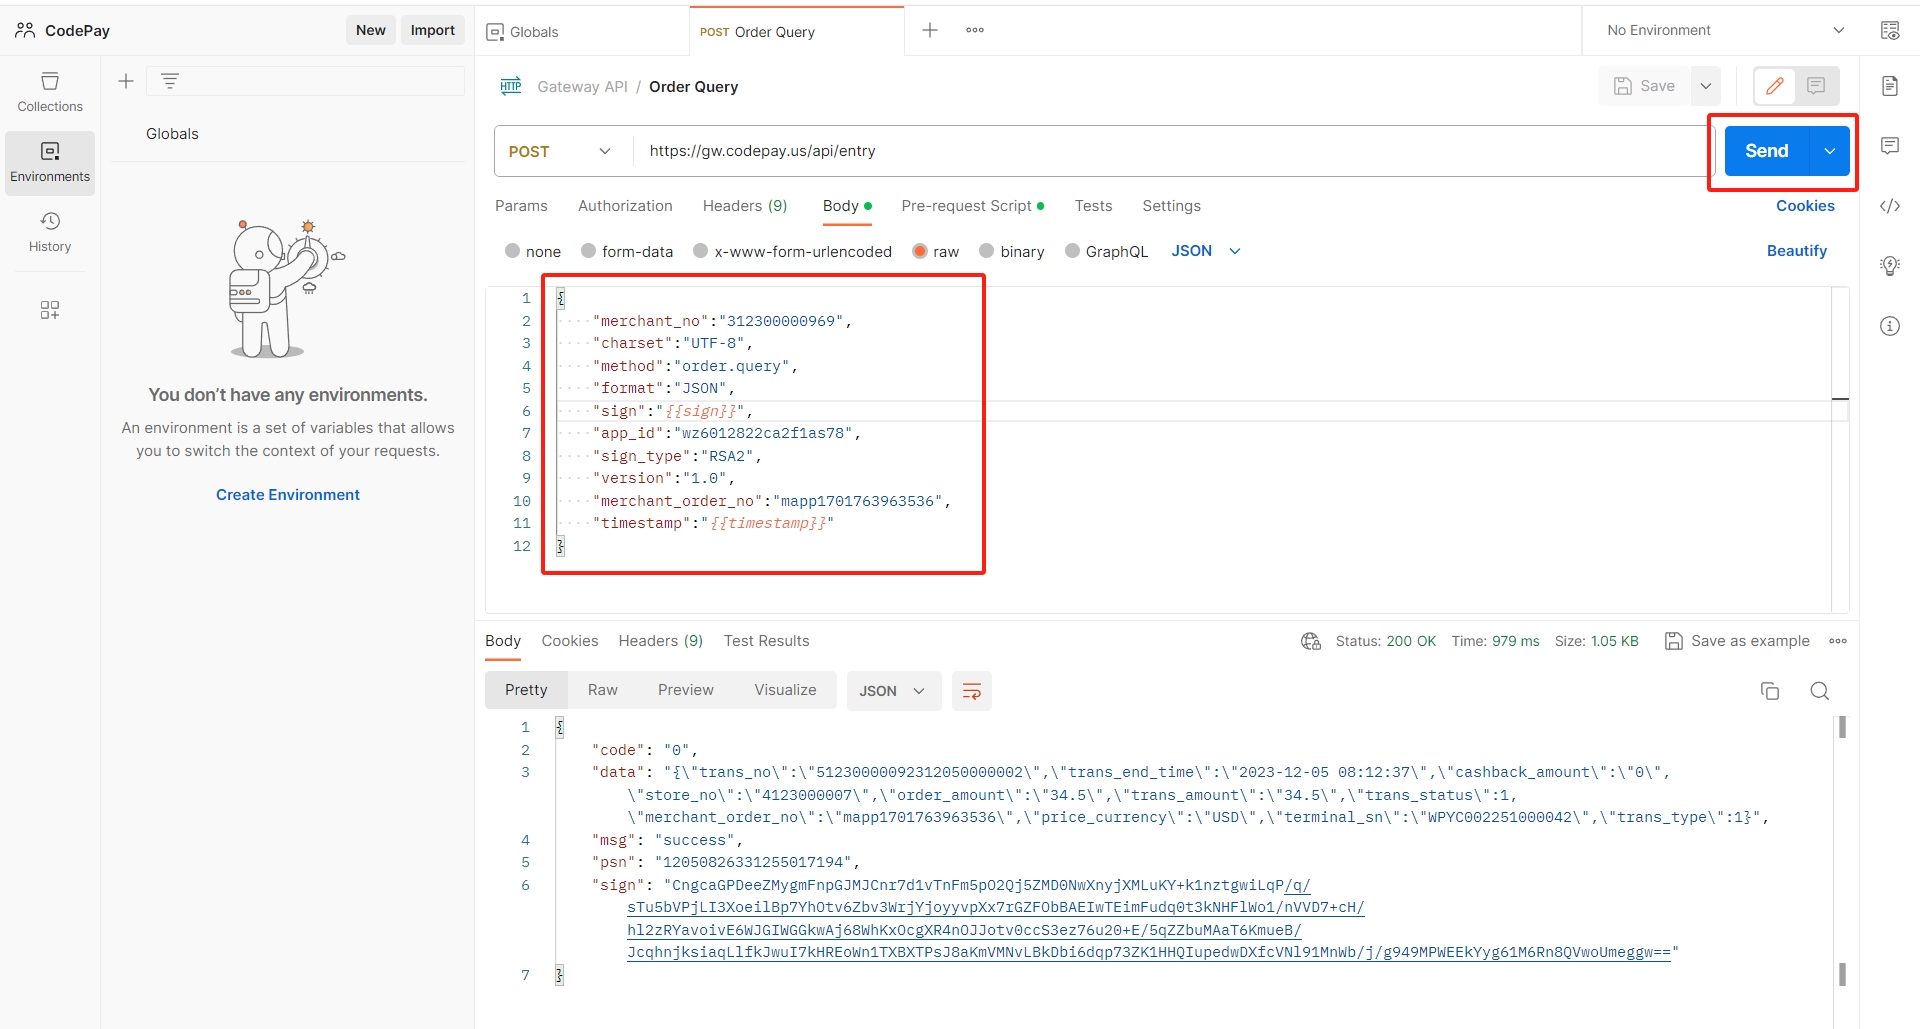 CodePay
New
Import
Globals
POST Order Query
No Environment
Collections
Environments
History
Globals
You don’t have any environments.
An environment is a set of variables that allows
you to switch the context of your requests.
Create Environment
HTTP
Gateway API / Order Query
Save
POST
https://gw.codepay.us/api/entry
Send
Params Authorization Headers (9) Body Pre-request Script Tests Settings
Cookies
none form-data x-www-form-urlencoded raw binary GraphQL JSON
Beautify
1 {
2 "merchant_no":"312300000969",
3 "charset":"UTF-8",
4 "method":"order.query",
5 "format":"JSON",
6 "sign":"{{sign}}",
7 "app_id":"wz6012822ca2f1as78",
8 "sign_type":"RSA2",
9 "version":"1.0",
10 "merchant_order_no":"mapp1701763963536",
11 "timestamp":"{{timestamp}}"
12 }
Body Cookies Headers (9) Test Results
Status: 200 OK Time: 979 ms Size: 1.05 KB Save as example
Pretty Raw Preview Visualize JSON
1 {
2 "code": "0",
3 "data": "{\"trans_no\":\"51230000092312050000002\",\"trans_end_time\":\"2023-12-05 08:12:37\",\"cashback_amount\":\"0\",
\"store_no\":\"4123000007\",\"order_amount\":\"34.5\",\"trans_amount\":\"34.5\",\"trans_status\":1,
\"merchant_order_no\":\"mapp1701763963536\",\"price_currency\":\"USD\",\"terminal_sn\":\"WPYC002251000042\",\"trans_type\":1}",
4 "msg": "success",
5 "psn": "12050826331255017194",
6 "sign": "CngcaGPDeeZMygmFnpGJMJCnr7d1vTnFm5pO2Qj5ZMD0NwXnyjXMLuKY+k1nztgwiLqP/q/
sTu5bVPjLI3XoeilBp7YhOtv6Zbv3WrjYjoyyvpXx7rGZFObBAEIwTEimFudq0t3kNHFlWo1/nVVD7+cH/
hl2zRYavoivE6WJGIWGGkwAj68WhKxOcgXR4nOJJotv0ccS3ez76u20+E/5qZZbuMAaT6KmueB/
JcqhnjksiaqLlfkJwuI7kHREoWn1TXBXTPsJ8aKmVMNvLBkDbi6dqp73ZK1HHQIupedwDXfcVNl91MnWb/j/g949MPWEEkYyg61M6Rn8QVwoUmeggw=="
7 }